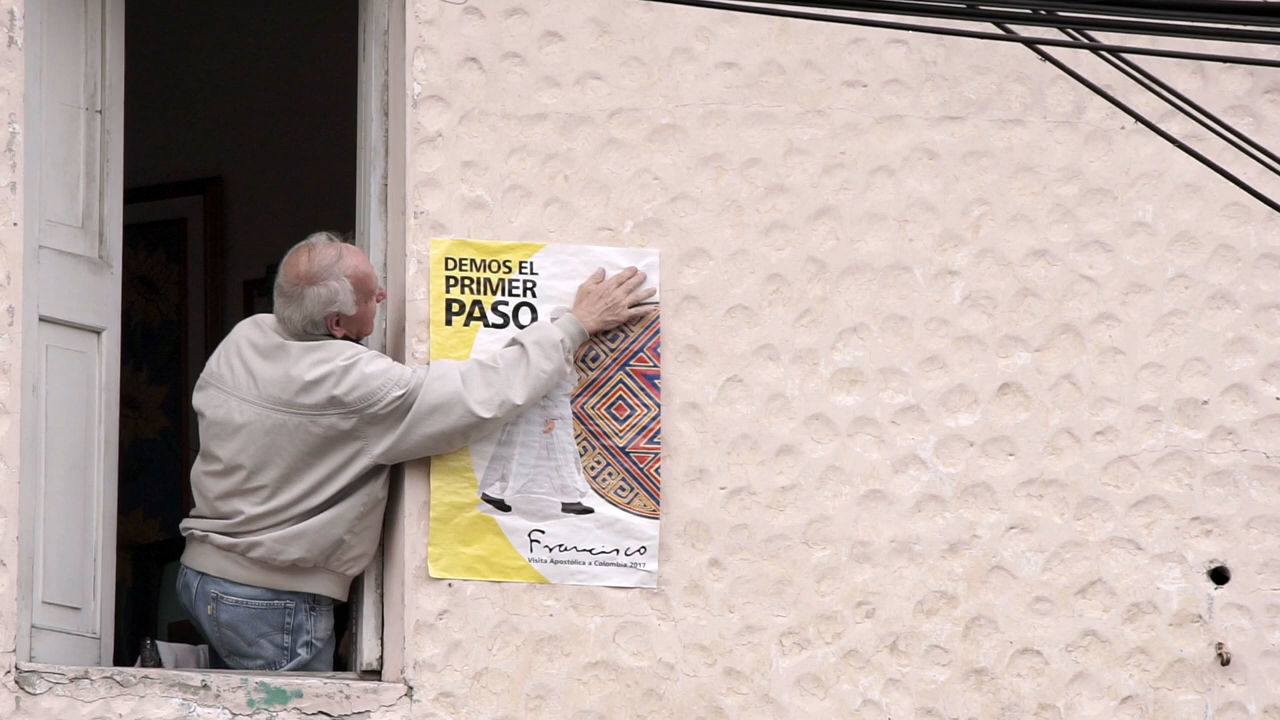 DEMOS EL
PRIMER
PASO
Francisco
Visita Apostólica a Colombia 2017